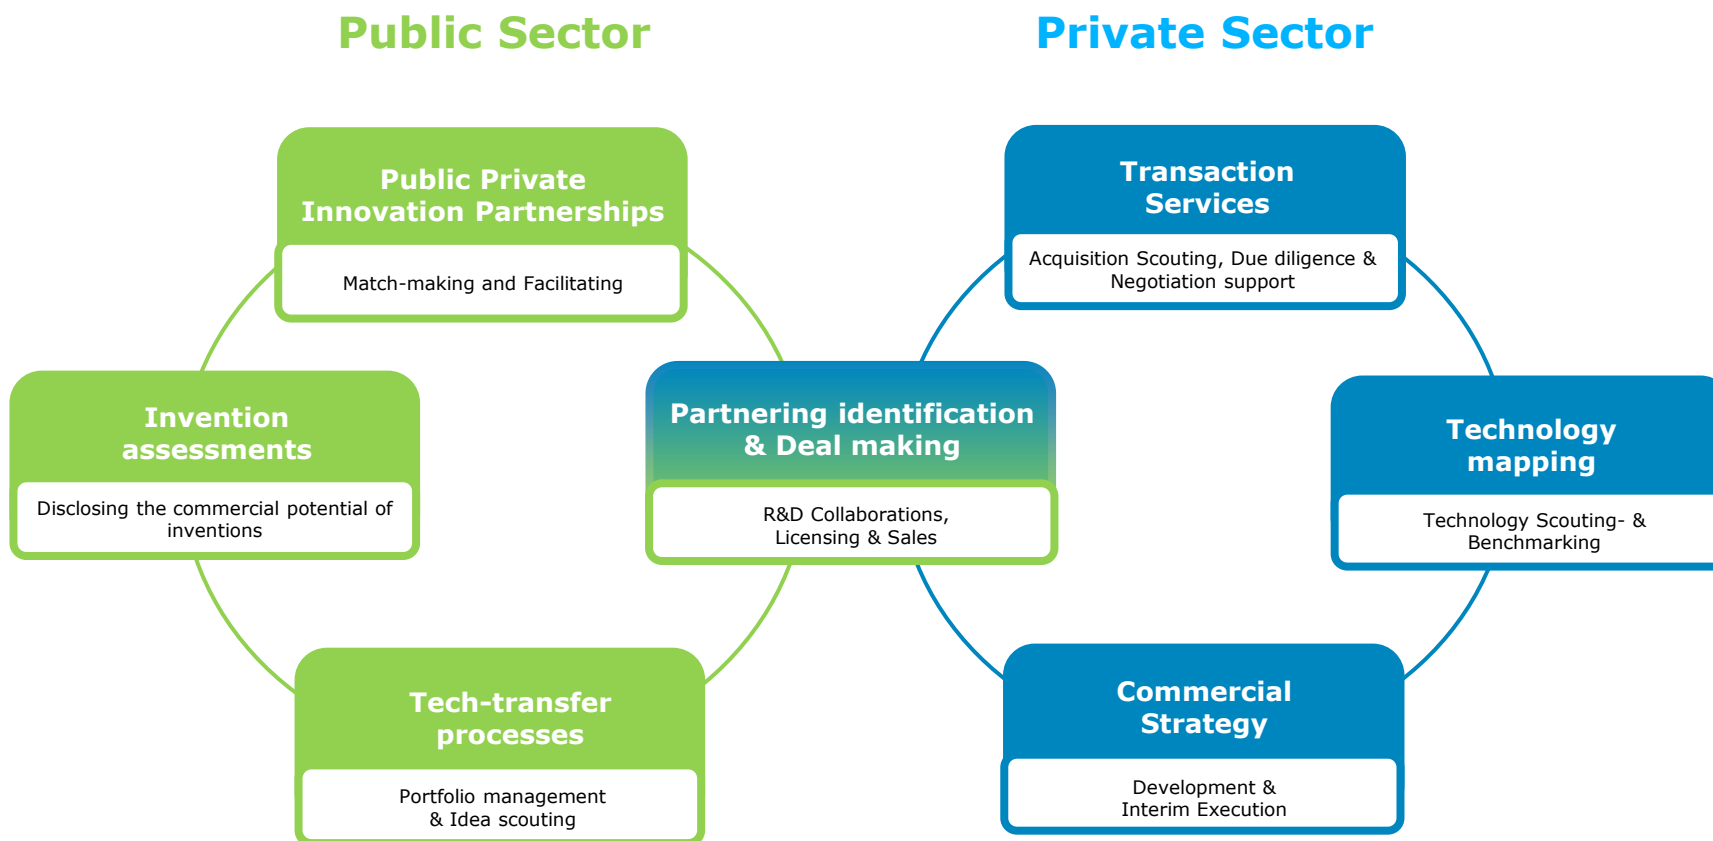 Public Sector
Private Sector
Public Private
Innovation Partnerships
Match-making and Facilitating
Transaction
Services
Acquisition Scouting, Due diligence &
Negotiation support
Invention
assessments
Disclosing the commercial potential of
inventions
Partnering identification
& Deal making
R&D Collaborations,
Licensing & Sales
Technology
mapping
Technology Scouting- &
Benchmarking
Tech-transfer
processes
Portfolio management
& Idea scouting
Commercial
Strategy
Development &
Interim Execution